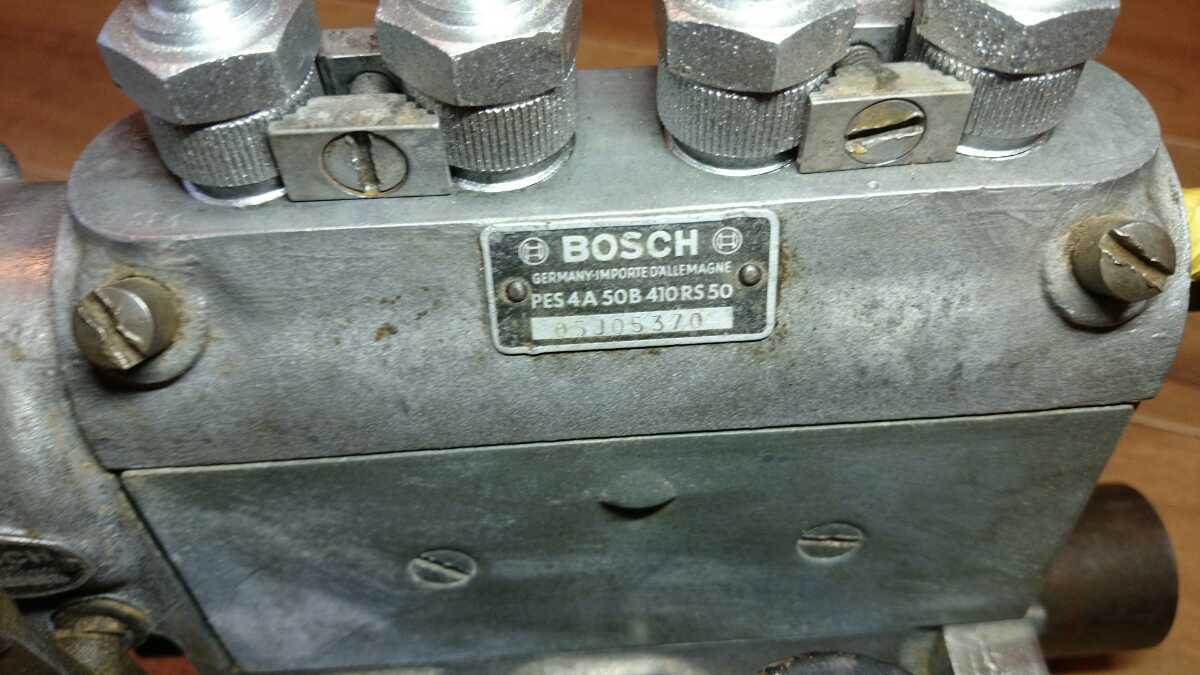 BOSCH
GERMANY-IMPORTE D'ALLEMAGNE
PES 4 A 50 B 410 RS 50
05J05370